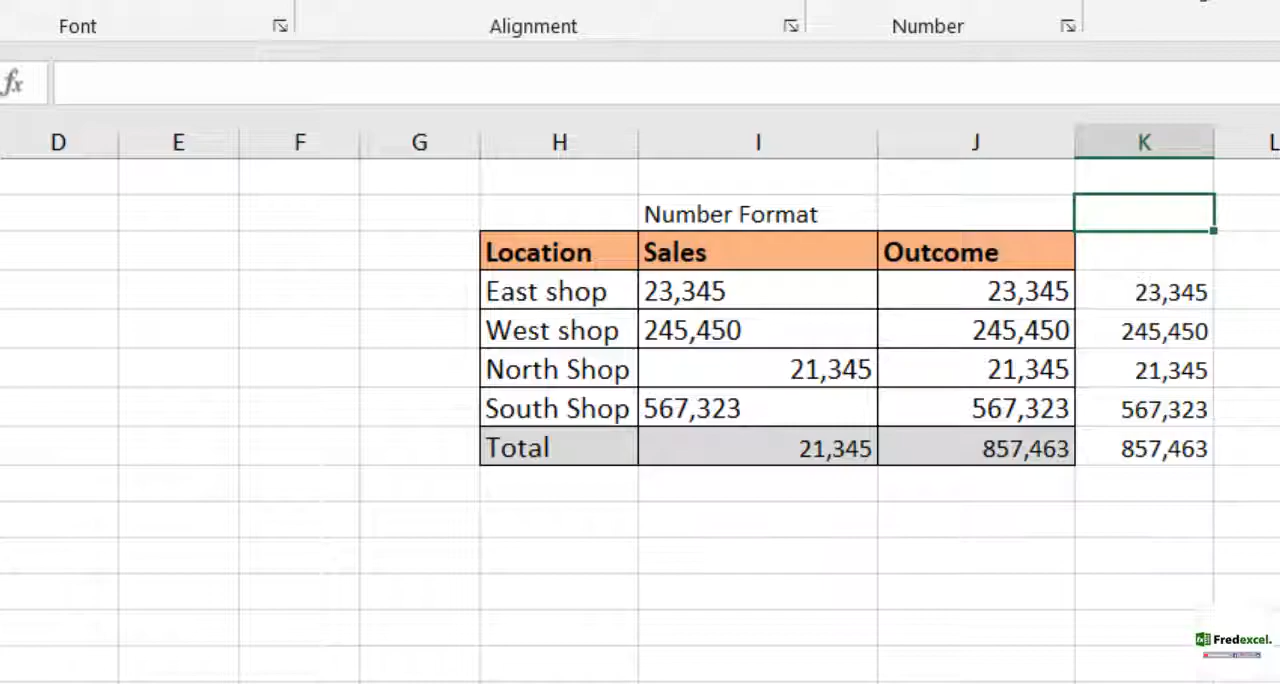 Font Alignment Number
fx
D E F G H I J K L
Number Format
Location Sales Outcome
East shop 23,345 23,345 23,345
West shop 245,450 245,450 245,450
North Shop 21,345 21,345 21,345
South Shop 567,323 567,323 567,323
Total 21,345 857,463 857,463
Fredexcel.